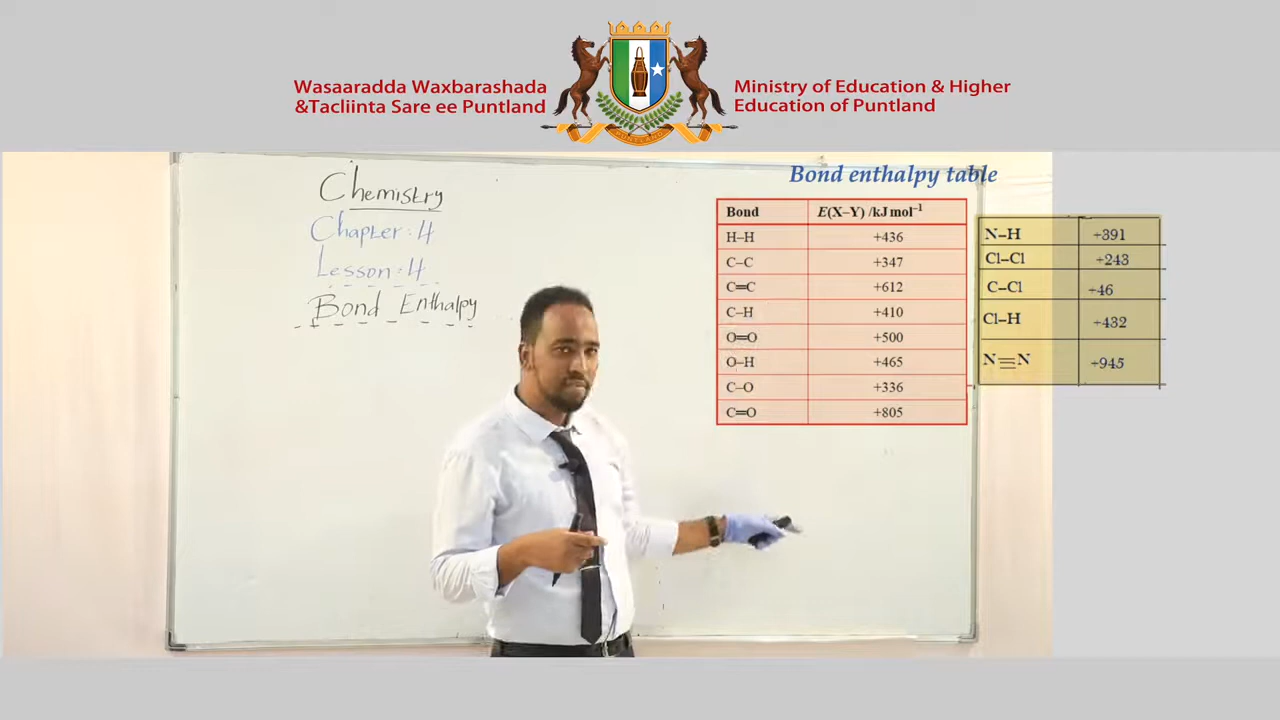 Wasaaradda Waxbarashada
&Tacliinta Sare ee Puntland
Ministry of Education & Higher
Education of Puntland
PUNTLAND
Chemistry
Chapter: 4
Lesson: 4
Bond Enthalpy
Bond enthalpy table
Bond E(X–Y) /kJ mol⁻¹
H–H +436
C–C +347
C=C +612
C–H +410
O=O +500
O–H +465
C–O +336
C=O +805
N–H +391
Cl–Cl +243
C–Cl +46
Cl–H +432
N≡N +945